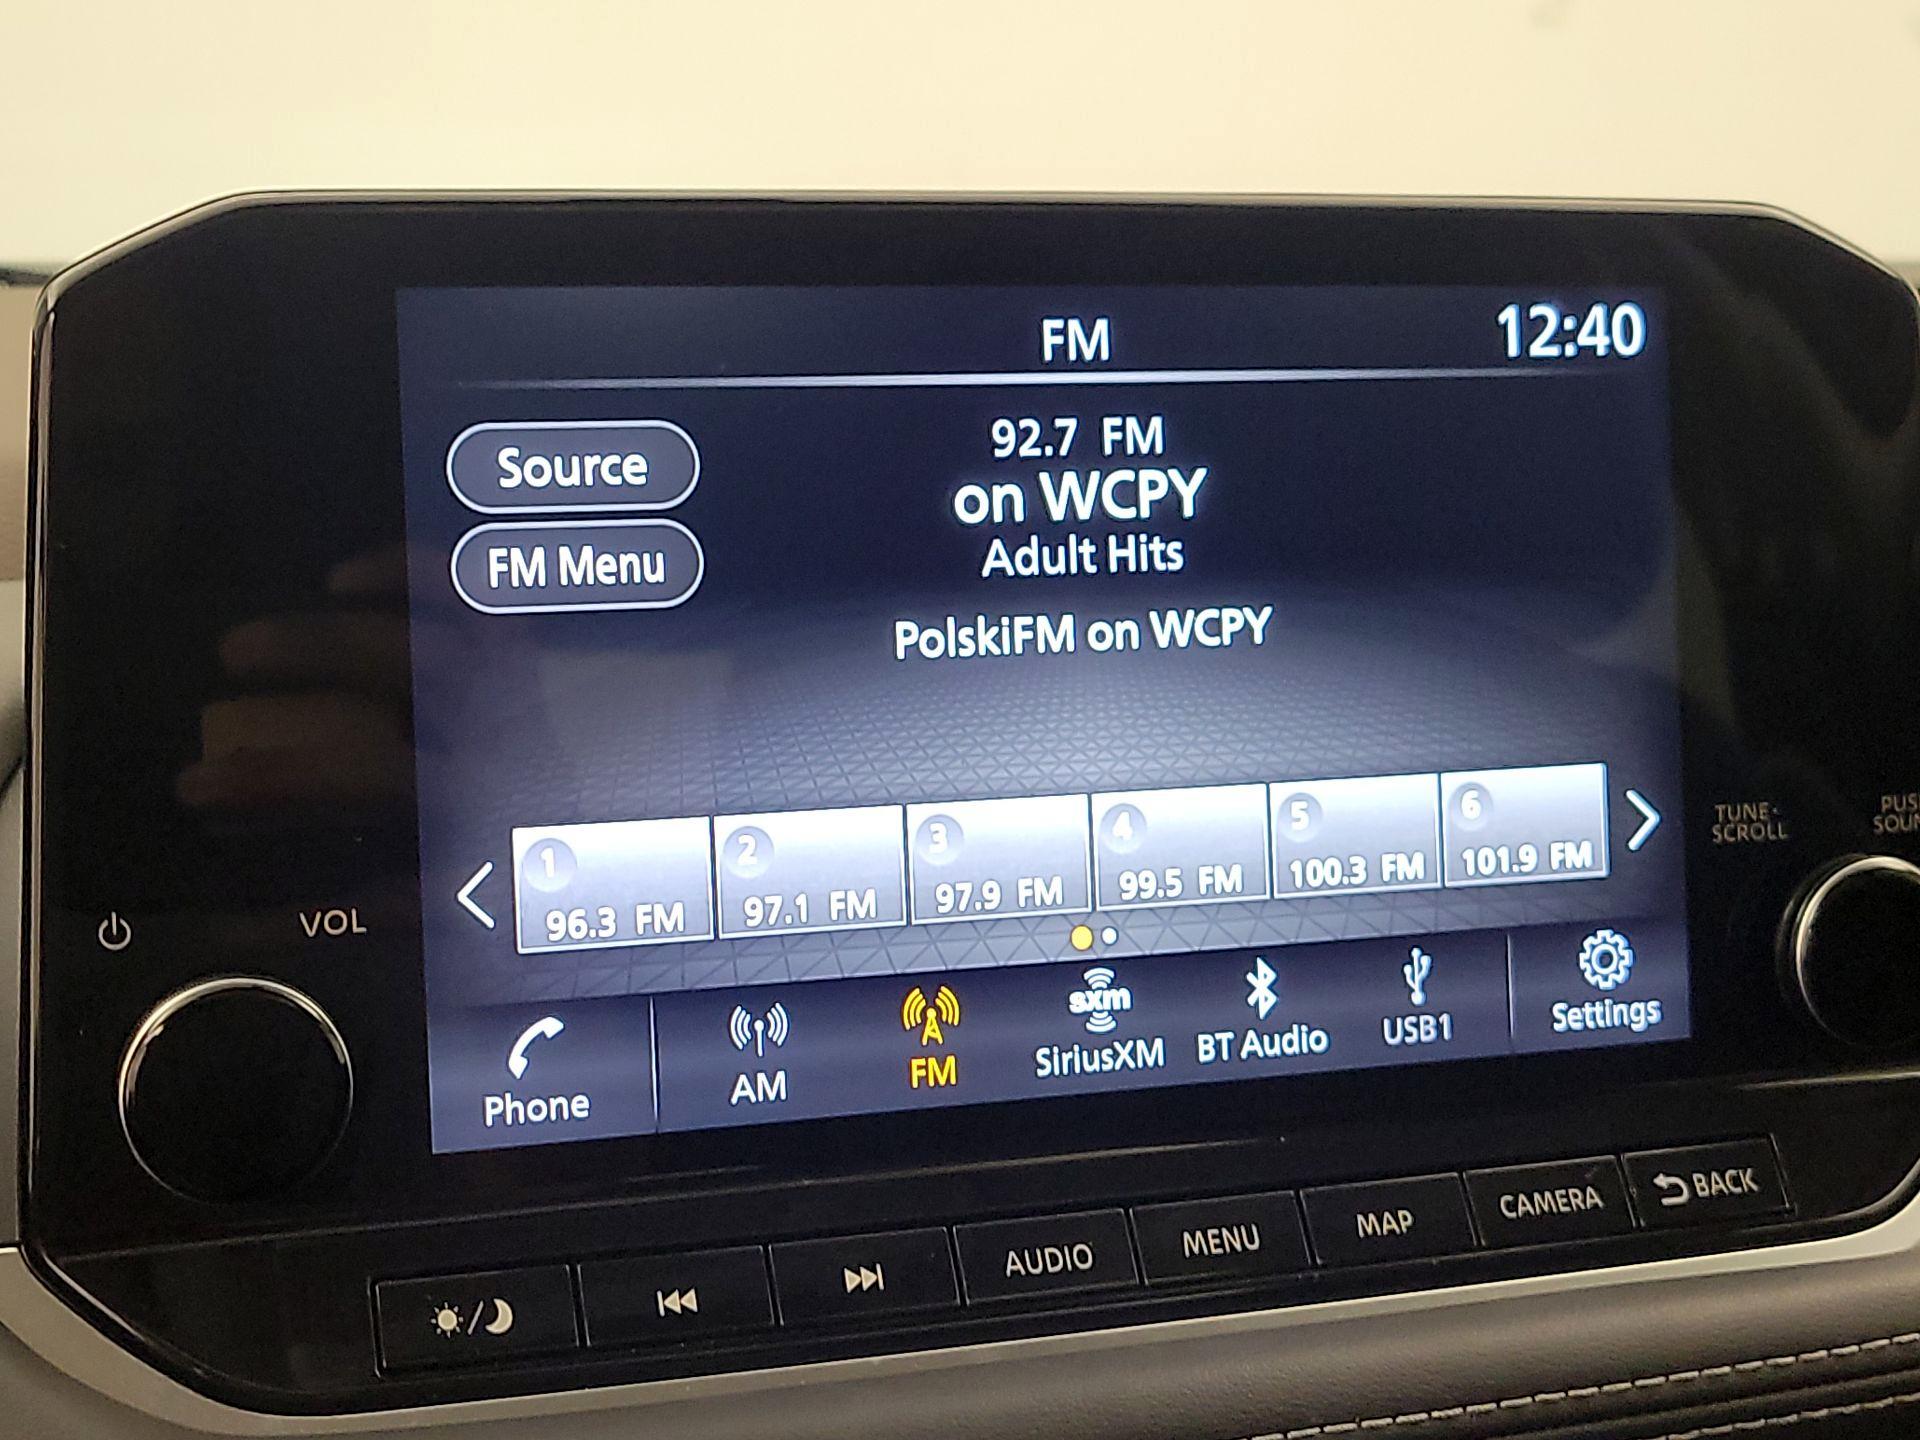 FM
12:40
Source
92.7 FM
on WCPY
Adult Hits
FM Menu
PolskiFM on WCPY
1 96.3 FM
2 97.1 FM
3 97.9 FM
4 99.5 FM
5 100.3 FM
6 101.9 FM
TUNE·
SCROLL
VOL
Phone
AM
FM
sxm
SiriusXM
BT Audio
USB1
Settings
AUDIO
MENU
MAP
CAMERA
BACK